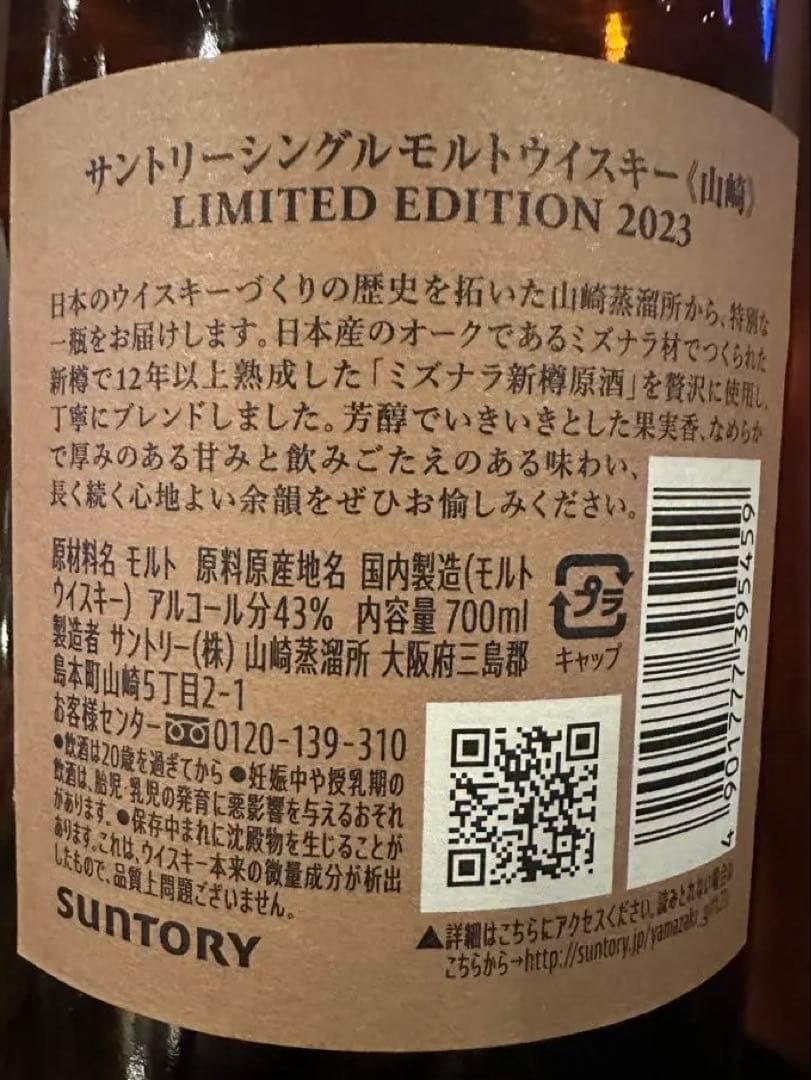 サントリーシングルモルトウイスキー《山崎》
LIMITED EDITION 2023
日本のウイスキーづくりの歴史を拓いた山崎蒸溜所から、特別な
一瓶をお届けします。日本産のオークであるミズナラ材でつくられた
新樽で12年以上熟成した「ミズナラ新樽原酒」を贅沢に使用し、
丁寧にブレンドしました。芳醇でいきいきとした果実香、なめらか
で厚みのある甘みと飲みごたえのある味わい、
長く続く心地よい余韻をぜひお愉しみください。
原材料名 モルト 原料原産地名 国内製造(モルト
ウイスキー) アルコール分43% 内容量 700ml
製造者 サントリー(株) 山崎蒸溜所 大阪府三島郡
島本町山崎5丁目2-1
お客様センター 0120-139-310
プラ
キャップ
●飲酒は20歳を過ぎてから ●妊娠中や授乳期の
飲酒は、胎児・乳児の発育に悪影響を与えるおそれ
があります。●保存中まれに沈殿物を生じることが
あります。これは、ウイスキー本来の微量成分が析出
したもので、品質上問題ございません。
SUNTORY
4 901777 395459
▲詳細はこちらにアクセスください。読みとれない場合は
こちらから→http://suntory.jp/